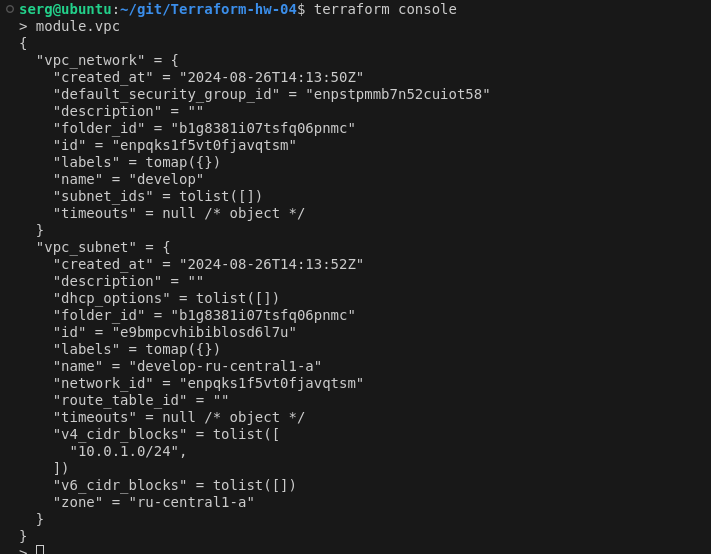 serg@ubuntu:~/git/Terraform-hw-04$ terraform console
> module.vpc
{
  "vpc_network" = {
    "created_at" = "2024-08-26T14:13:50Z"
    "default_security_group_id" = "enpstpmmb7n52cuiot58"
    "description" = ""
    "folder_id" = "b1g8381i07tsfq06pnmc"
    "id" = "enpqks1f5vt0fjavqtsm"
    "labels" = tomap({})
    "name" = "develop"
    "subnet_ids" = tolist([])
    "timeouts" = null /* object */
  }
  "vpc_subnet" = {
    "created_at" = "2024-08-26T14:13:52Z"
    "description" = ""
    "dhcp_options" = tolist([])
    "folder_id" = "b1g8381i07tsfq06pnmc"
    "id" = "e9bmpcvhibiblosd6l7u"
    "labels" = tomap({})
    "name" = "develop-ru-central1-a"
    "network_id" = "enpqks1f5vt0fjavqtsm"
    "route_table_id" = ""
    "timeouts" = null /* object */
    "v4_cidr_blocks" = tolist([
      "10.0.1.0/24",
    ])
    "v6_cidr_blocks" = tolist([])
    "zone" = "ru-central1-a"
  }
}
>